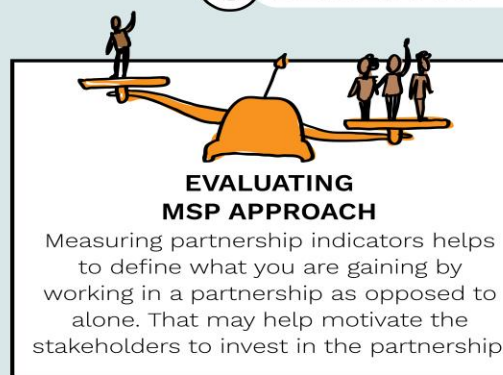 EVALUATING
MSP APPROACH
Measuring partnership indicators helps
to define what you are gaining by
working in a partnership as opposed to
alone. That may help motivate the
stakeholders to invest in the partnership